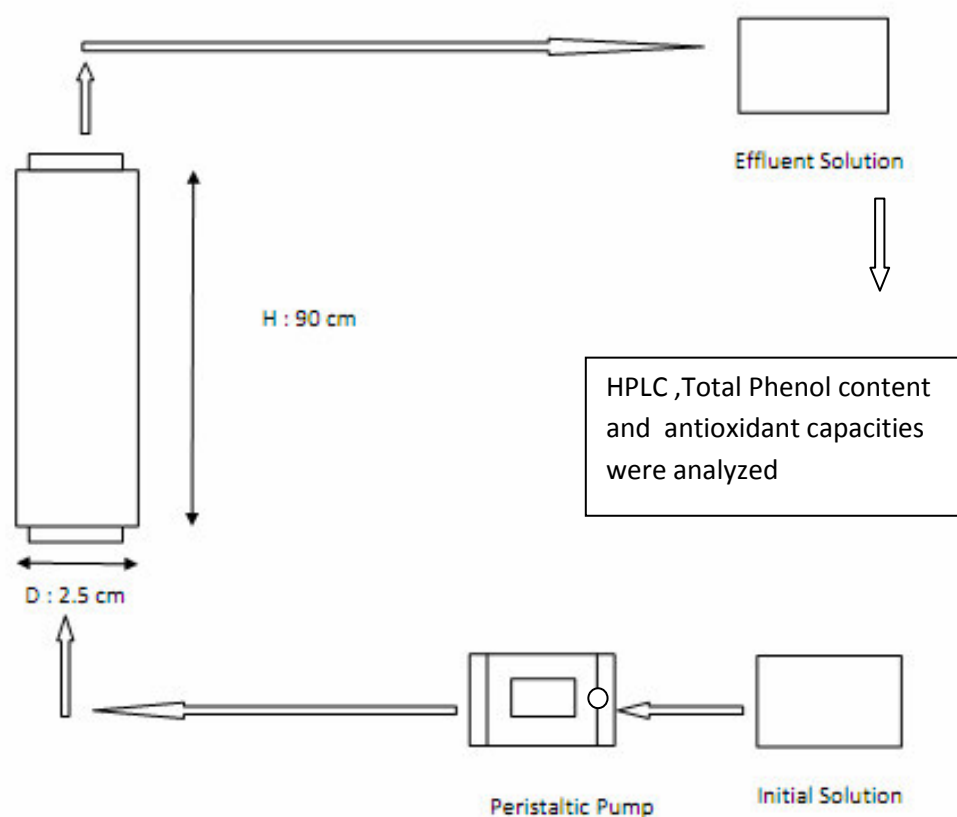 Effluent Solution
H : 90 cm
HPLC ,Total Phenol content
and antioxidant capacities
were analyzed
D : 2.5 cm
Peristaltic Pump
Initial Solution